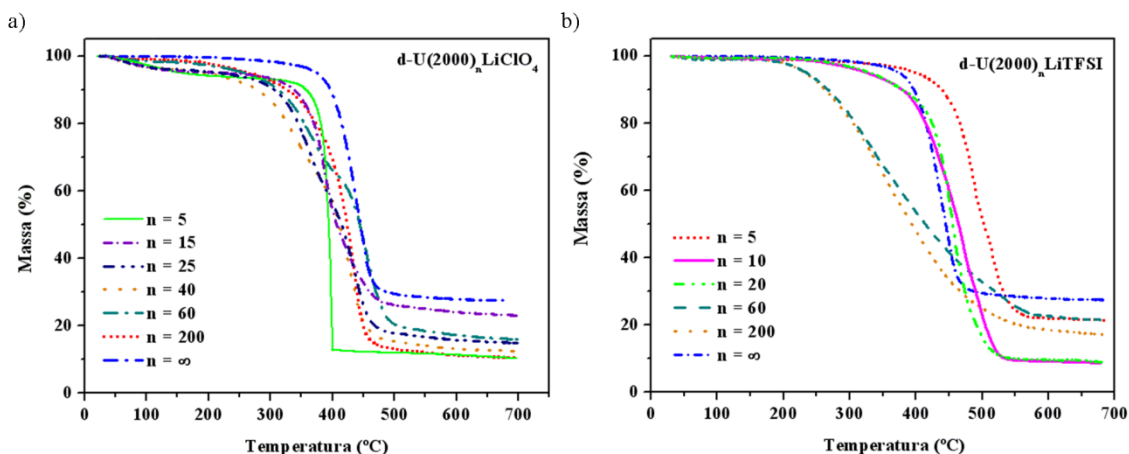 a)
d-U(2000)ₙLiClO₄
Massa (%)
100
80
60
40
20
0
n = 5
n = 15
n = 25
n = 40
n = 60
n = 200
n = ∞
0 100 200 300 400 500 600 700
Temperatura (ºC)
b)
d-U(2000)ₙLiTFSI
Massa (%)
100
80
60
40
20
0
n = 5
n = 10
n = 20
n = 60
n = 200
n = ∞
0 100 200 300 400 500 600 700
Temperatura (ºC)